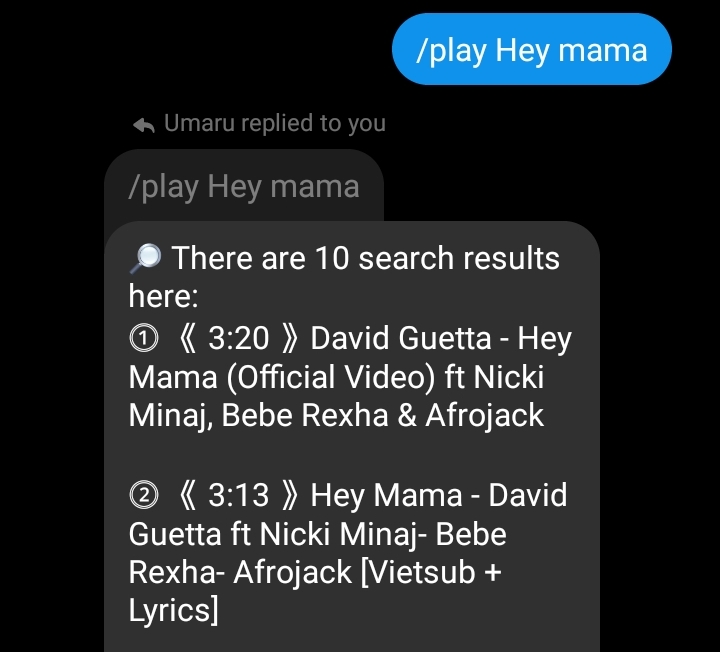 /play Hey mama
Umaru replied to you
/play Hey mama
🔎 There are 10 search results
here:
⓵ 《 3:20 》 David Guetta - Hey
Mama (Official Video) ft Nicki
Minaj, Bebe Rexha & Afrojack
⓶ 《 3:13 》 Hey Mama - David
Guetta ft Nicki Minaj- Bebe
Rexha- Afrojack [Vietsub +
Lyrics]